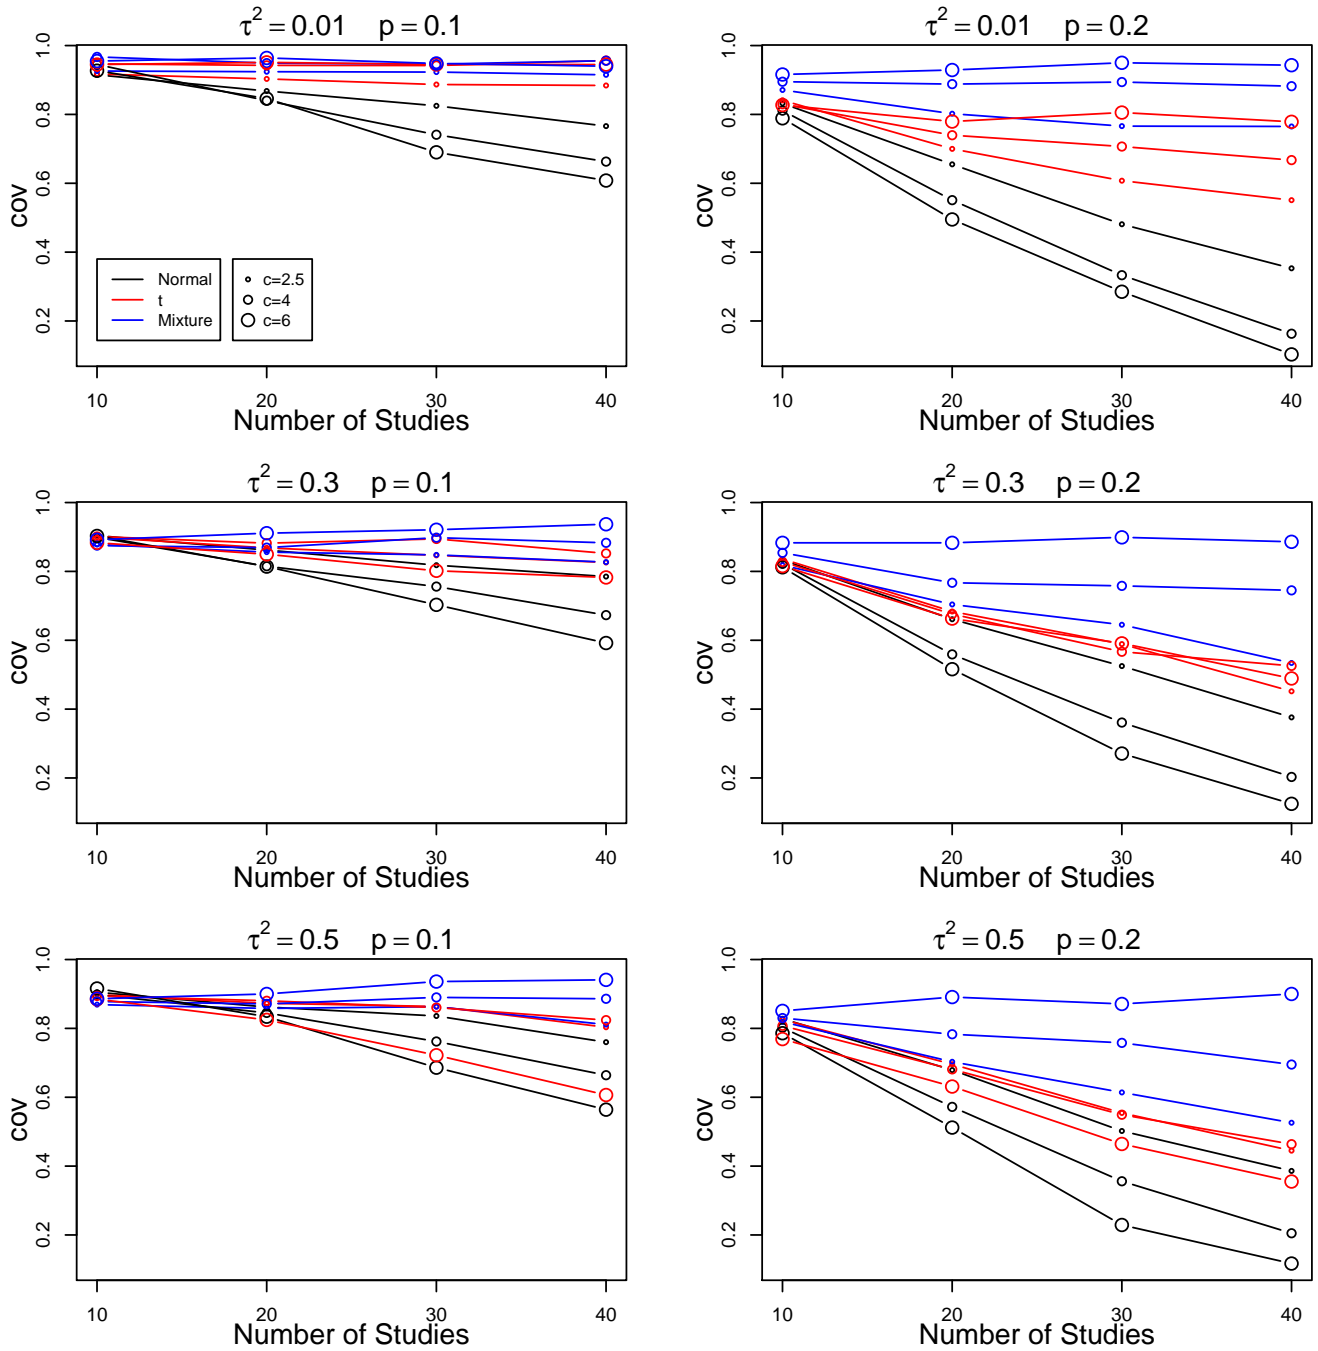 τ² = 0.01 p = 0.1
cov
1.0
0.8
0.6
0.4
0.2
Normal
t
Mixture
c=2.5
c=4
c=6
10 20 30 40
Number of Studies
τ² = 0.01 p = 0.2
cov
1.0
0.8
0.6
0.4
0.2
10 20 30 40
Number of Studies
τ² = 0.3 p = 0.1
cov
1.0
0.8
0.6
0.4
0.2
10 20 30 40
Number of Studies
τ² = 0.3 p = 0.2
cov
1.0
0.8
0.6
0.4
0.2
10 20 30 40
Number of Studies
τ² = 0.5 p = 0.1
cov
1.0
0.8
0.6
0.4
0.2
10 20 30 40
Number of Studies
τ² = 0.5 p = 0.2
cov
1.0
0.8
0.6
0.4
0.2
10 20 30 40
Number of Studies